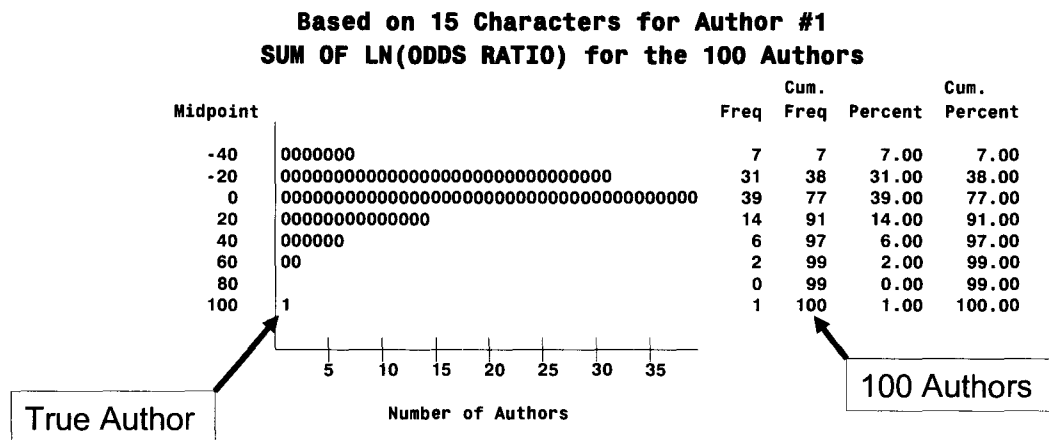 Based on 15 Characters for Author #1
SUM OF LN(ODDS RATIO) for the 100 Authors
Cum. Cum.
Midpoint Freq Freq Percent Percent
-40 0000000 7 7 7.00 7.00
-20 0000000000000000000000000000000 31 38 31.00 38.00
0 000000000000000000000000000000000000000 39 77 39.00 77.00
20 00000000000000 14 91 14.00 91.00
40 000000 6 97 6.00 97.00
60 00 2 99 2.00 99.00
80 0 99 0.00 99.00
100 1 1 100 1.00 100.00
5 10 15 20 25 30 35
Number of Authors
True Author
100 Authors